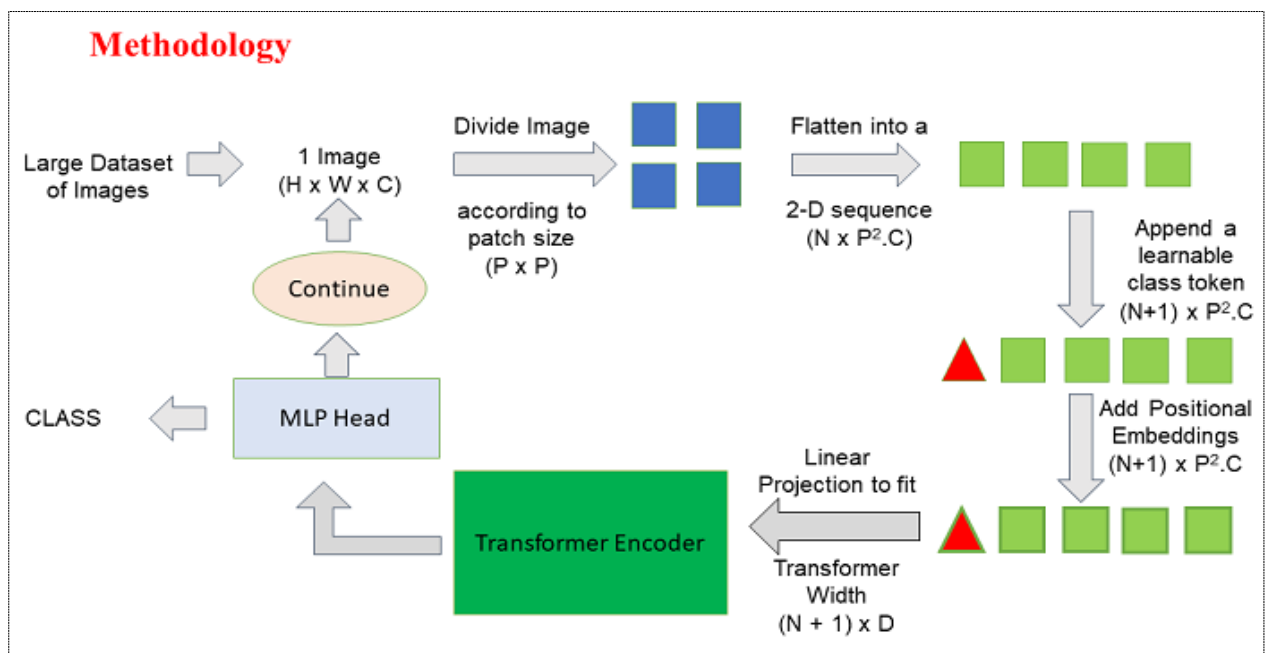 Methodology
Large Dataset
of Images
1 Image
(H x W x C)
Divide Image
according to
patch size
(P x P)
Flatten into a
2-D sequence
(N x P².C)
Append a
learnable
class token
(N+1) x P².C
Add Positional
Embeddings
(N+1) x P².C
Linear
Projection to fit
Transformer
Width
(N + 1) x D
Transformer Encoder
MLP Head
CLASS
Continue